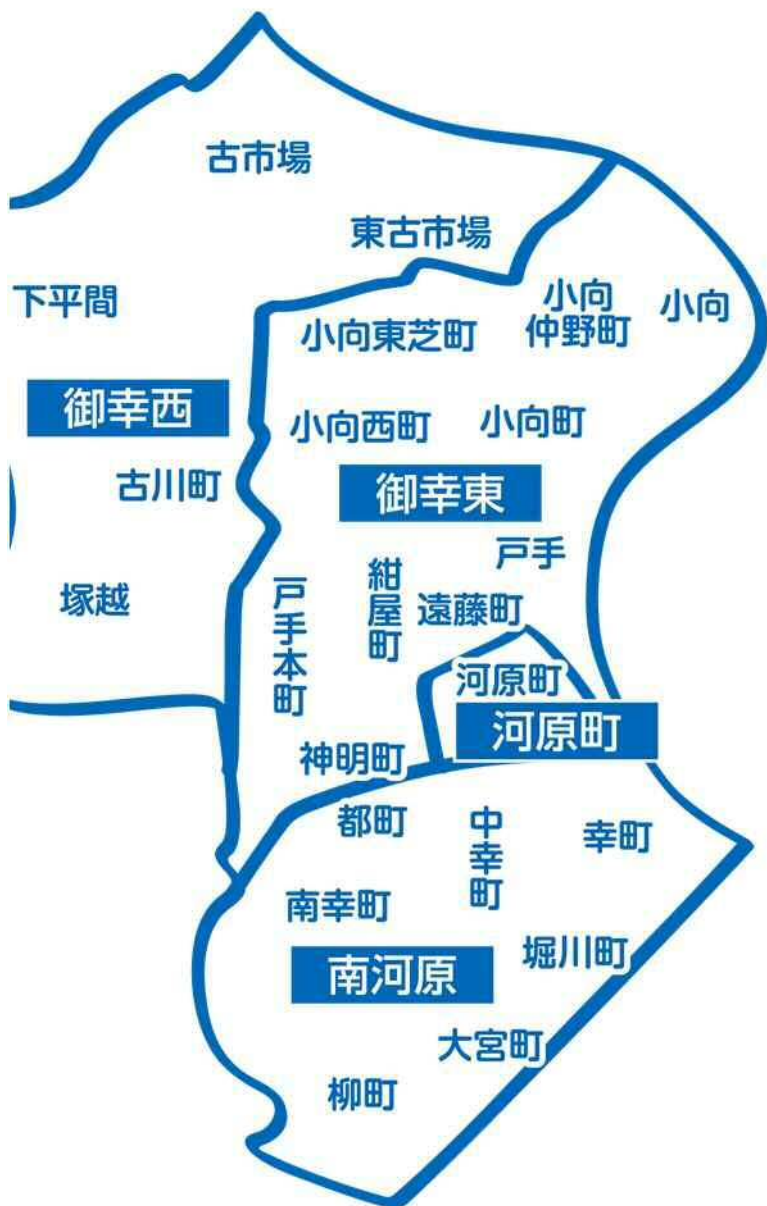 古市場
東古市場
下平間
小向
仲野町
小向
小向東芝町
御幸西
小向西町
小向町
古川町
御幸東
戸手
紺屋町
遠藤町
塚越
戸手本町
河原町
河原町
神明町
都町
中幸町
幸町
南幸町
堀川町
南河原
大宮町
柳町